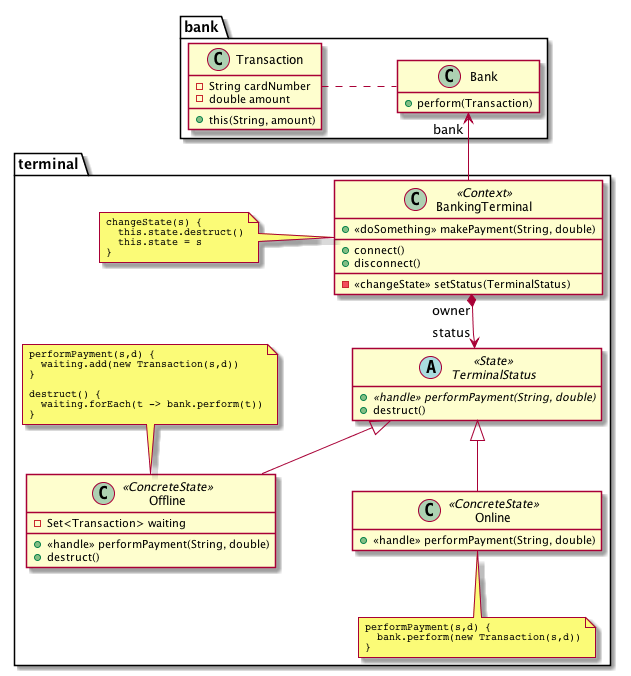 bank
Transaction
String cardNumber
double amount
this(String, amount)
Bank
perform(Transaction)
bank
terminal
«Context»
BankingTerminal
«doSomething» makePayment(String, double)
connect()
disconnect()
«changeState» setStatus(TerminalStatus)
changeState(s) {
this.state.destruct()
this.state = s
}
owner
status
performPayment(s,d) {
waiting.add(new Transaction(s,d))
}
destruct() {
waiting.forEach(t -> bank.perform(t))
}
«State»
TerminalStatus
«handle» performPayment(String, double)
destruct()
«ConcreteState»
Offline
Set<Transaction> waiting
«handle» performPayment(String, double)
destruct()
«ConcreteState»
Online
«handle» performPayment(String, double)
performPayment(s,d) {
bank.perform(new Transaction(s,d))
}